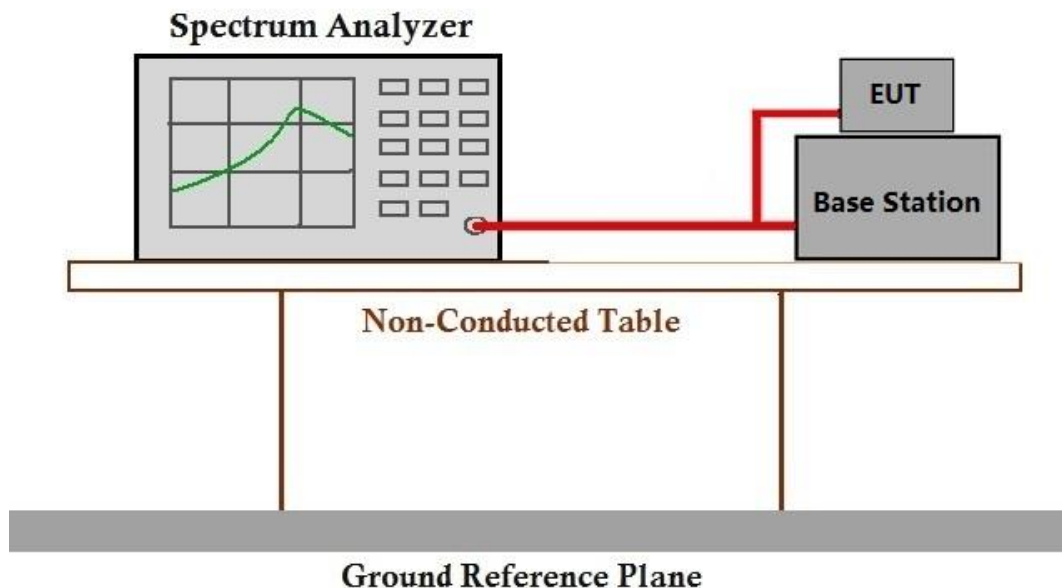 Spectrum Analyzer
EUT
Base Station
Non-Conducted Table
Ground Reference Plane